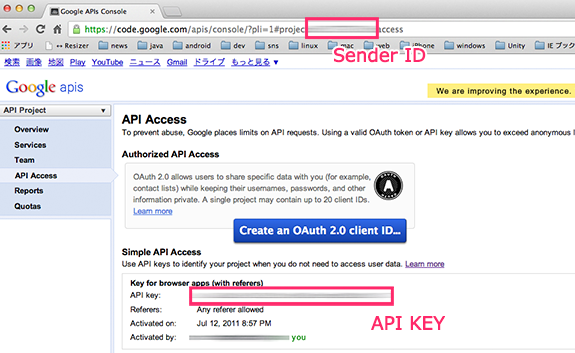 Google APIs Console
https://code.google.com/apis/console/?pli=1#project access
アプリ ↔ Resizer news java android dev sns linux mac web iPhone windows Unity IE ブック
Sender ID
検索 画像 地図 Play YouTube ニュース Gmail ドライブ もっと見る ▾
Google apis
We are improving the experience.
API Project
Overview
Services
Team
API Access
Reports
Quotas
API Access
To prevent abuse, Google places limits on API requests. Using a valid OAuth token or API key allows you to exceed anonymous l
Authorized API Access
OAuth 2.0 allows users to share specific data with you (for example,
contact lists) while keeping their usernames, passwords, and other
information private. A single project may contain up to 20 client IDs.
Learn more
Create an OAuth 2.0 client ID...
Simple API Access
Use API keys to identify your project when you do not need to access user data. Learn more
Key for browser apps (with referers)
API key:
Referers: Any referer allowed
API KEY
Activated on: Jul 12, 2011 8:57 PM
Activated by: you